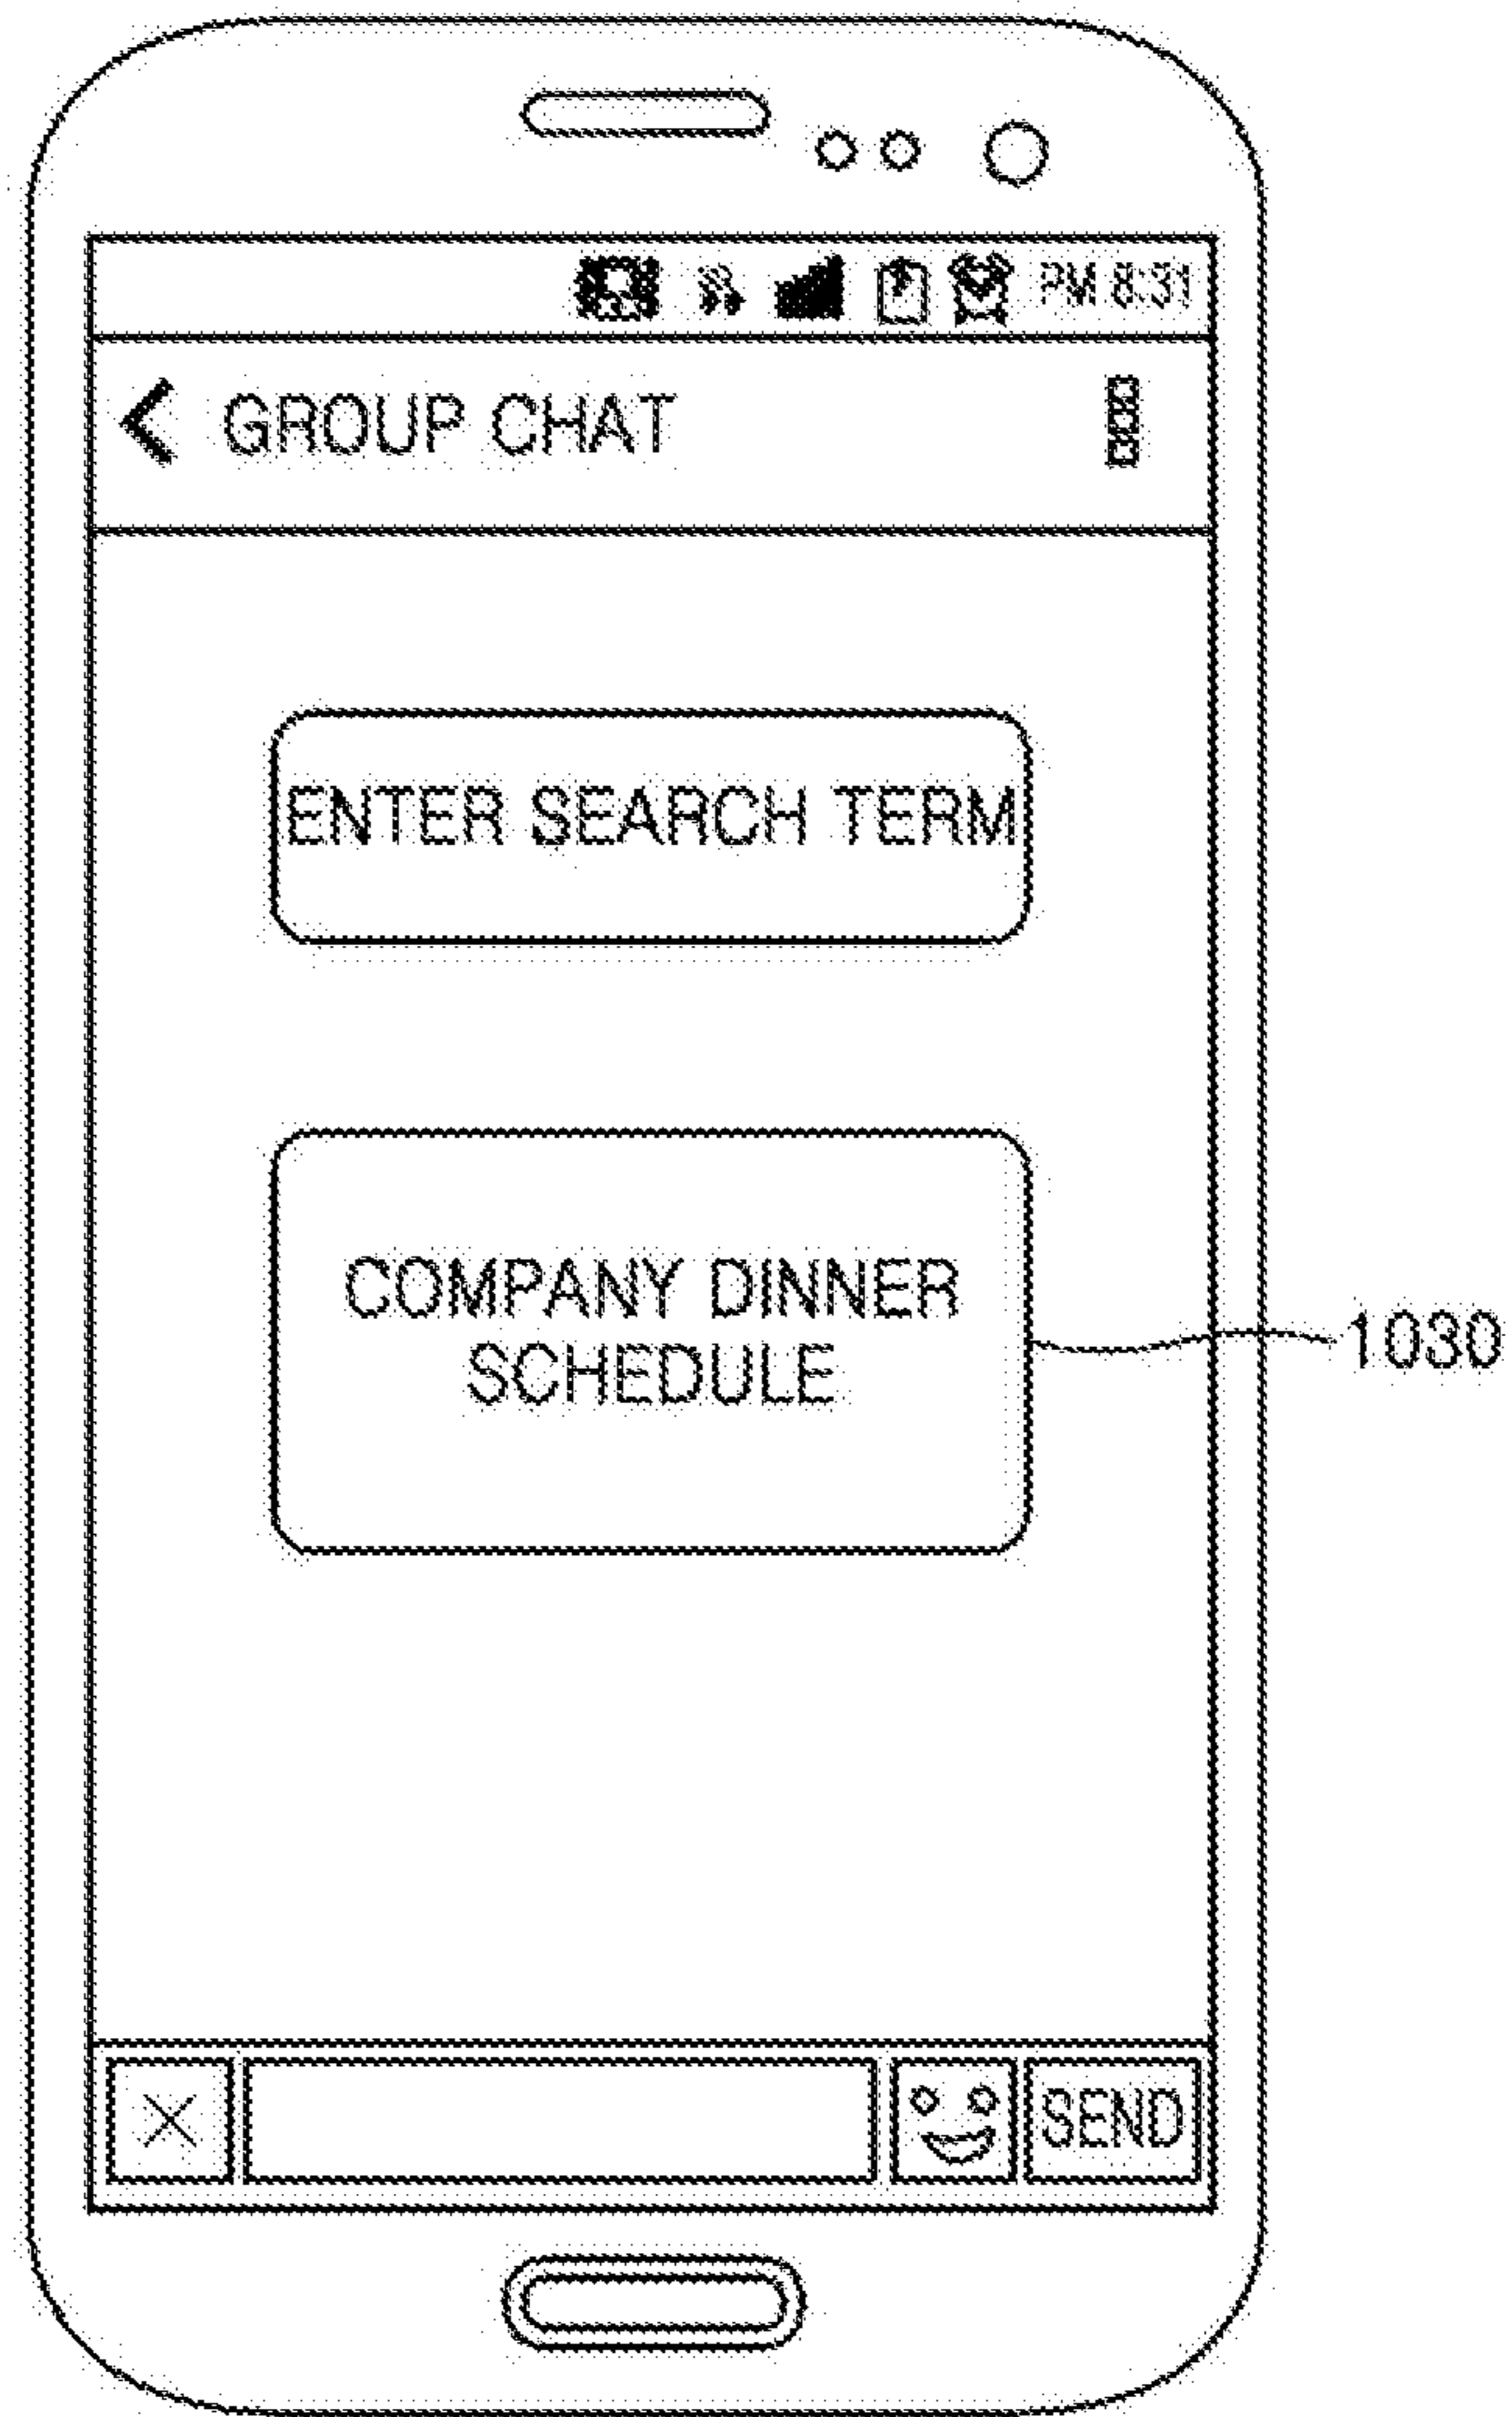 PM 8:31
GROUP CHAT
ENTER SEARCH TERM
COMPANY DINNER
SCHEDULE
1030
SEND